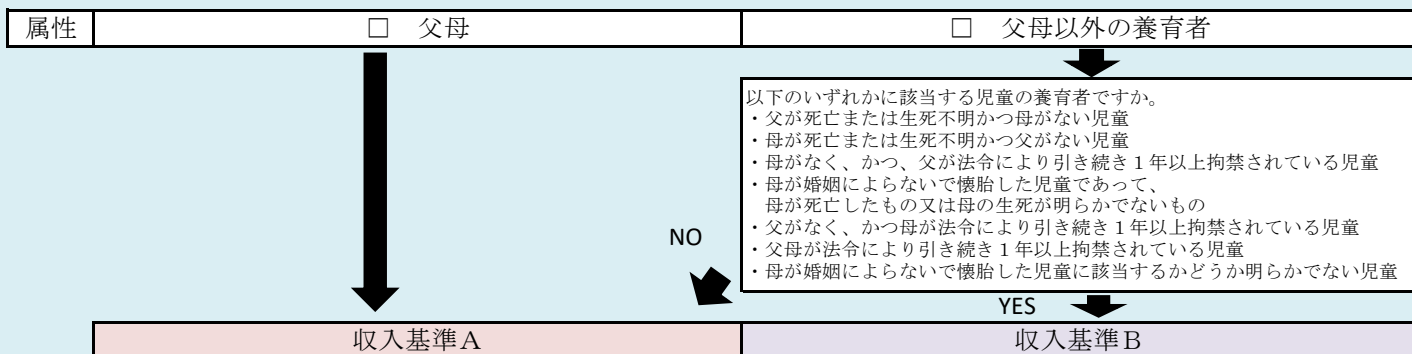 属性
□ 父母
□ 父母以外の養育者
以下のいずれかに該当する児童の養育者ですか。
・父が死亡または生死不明かつ母がない児童
・母が死亡または生死不明かつ父がない児童
・母がなく、かつ、父が法令により引き続き１年以上拘禁されている児童
・母が婚姻によらないで懐胎した児童であって、
母が死亡したもの又は母の生死が明らかでないもの
・父がなく、かつ母が法令により引き続き１年以上拘禁されている児童
・父母が法令により引き続き１年以上拘禁されている児童
・母が婚姻によらないで懐胎した児童に該当するかどうか明らかでない児童
NO
YES
収入基準Ａ
収入基準Ｂ